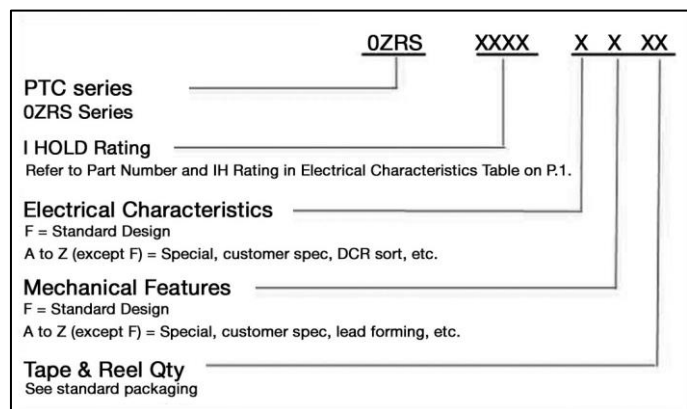 0ZRS XXXX X X XX
PTC series
0ZRS Series
I HOLD Rating
Refer to Part Number and IH Rating in Electrical Characteristics Table on P.1.
Electrical Characteristics
F = Standard Design
A to Z (except F) = Special, customer spec, DCR sort, etc.
Mechanical Features
F = Standard Design
A to Z (except F) = Special, customer spec, lead forming, etc.
Tape & Reel Qty
See standard packaging